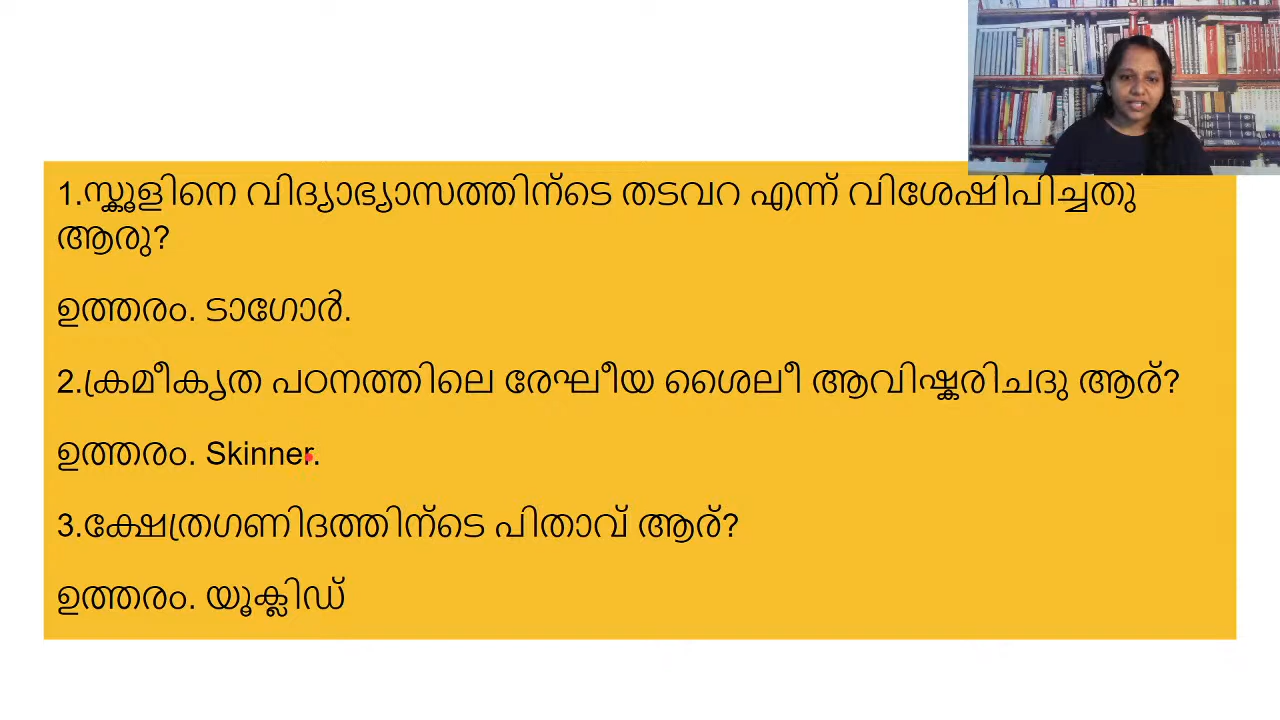 1.സ്കൂളിനെ വിദ്യാഭ്യാസത്തിന്ടെ തടവറ എന്ന് വിശേഷിപിച്ചതു
ആരു?
ഉത്തരം. ടാഗോർ.
2.ക്രമീകൃത പഠനത്തിലെ രേഘീയ ശൈലീ ആവിഷ്കരിചദു ആര്?
ഉത്തരം. Skinner.
3.ക്ഷേത്രഗണിദത്തിന്ടെ പിതാവ് ആര്?
ഉത്തരം. യൂക്ലിഡ്